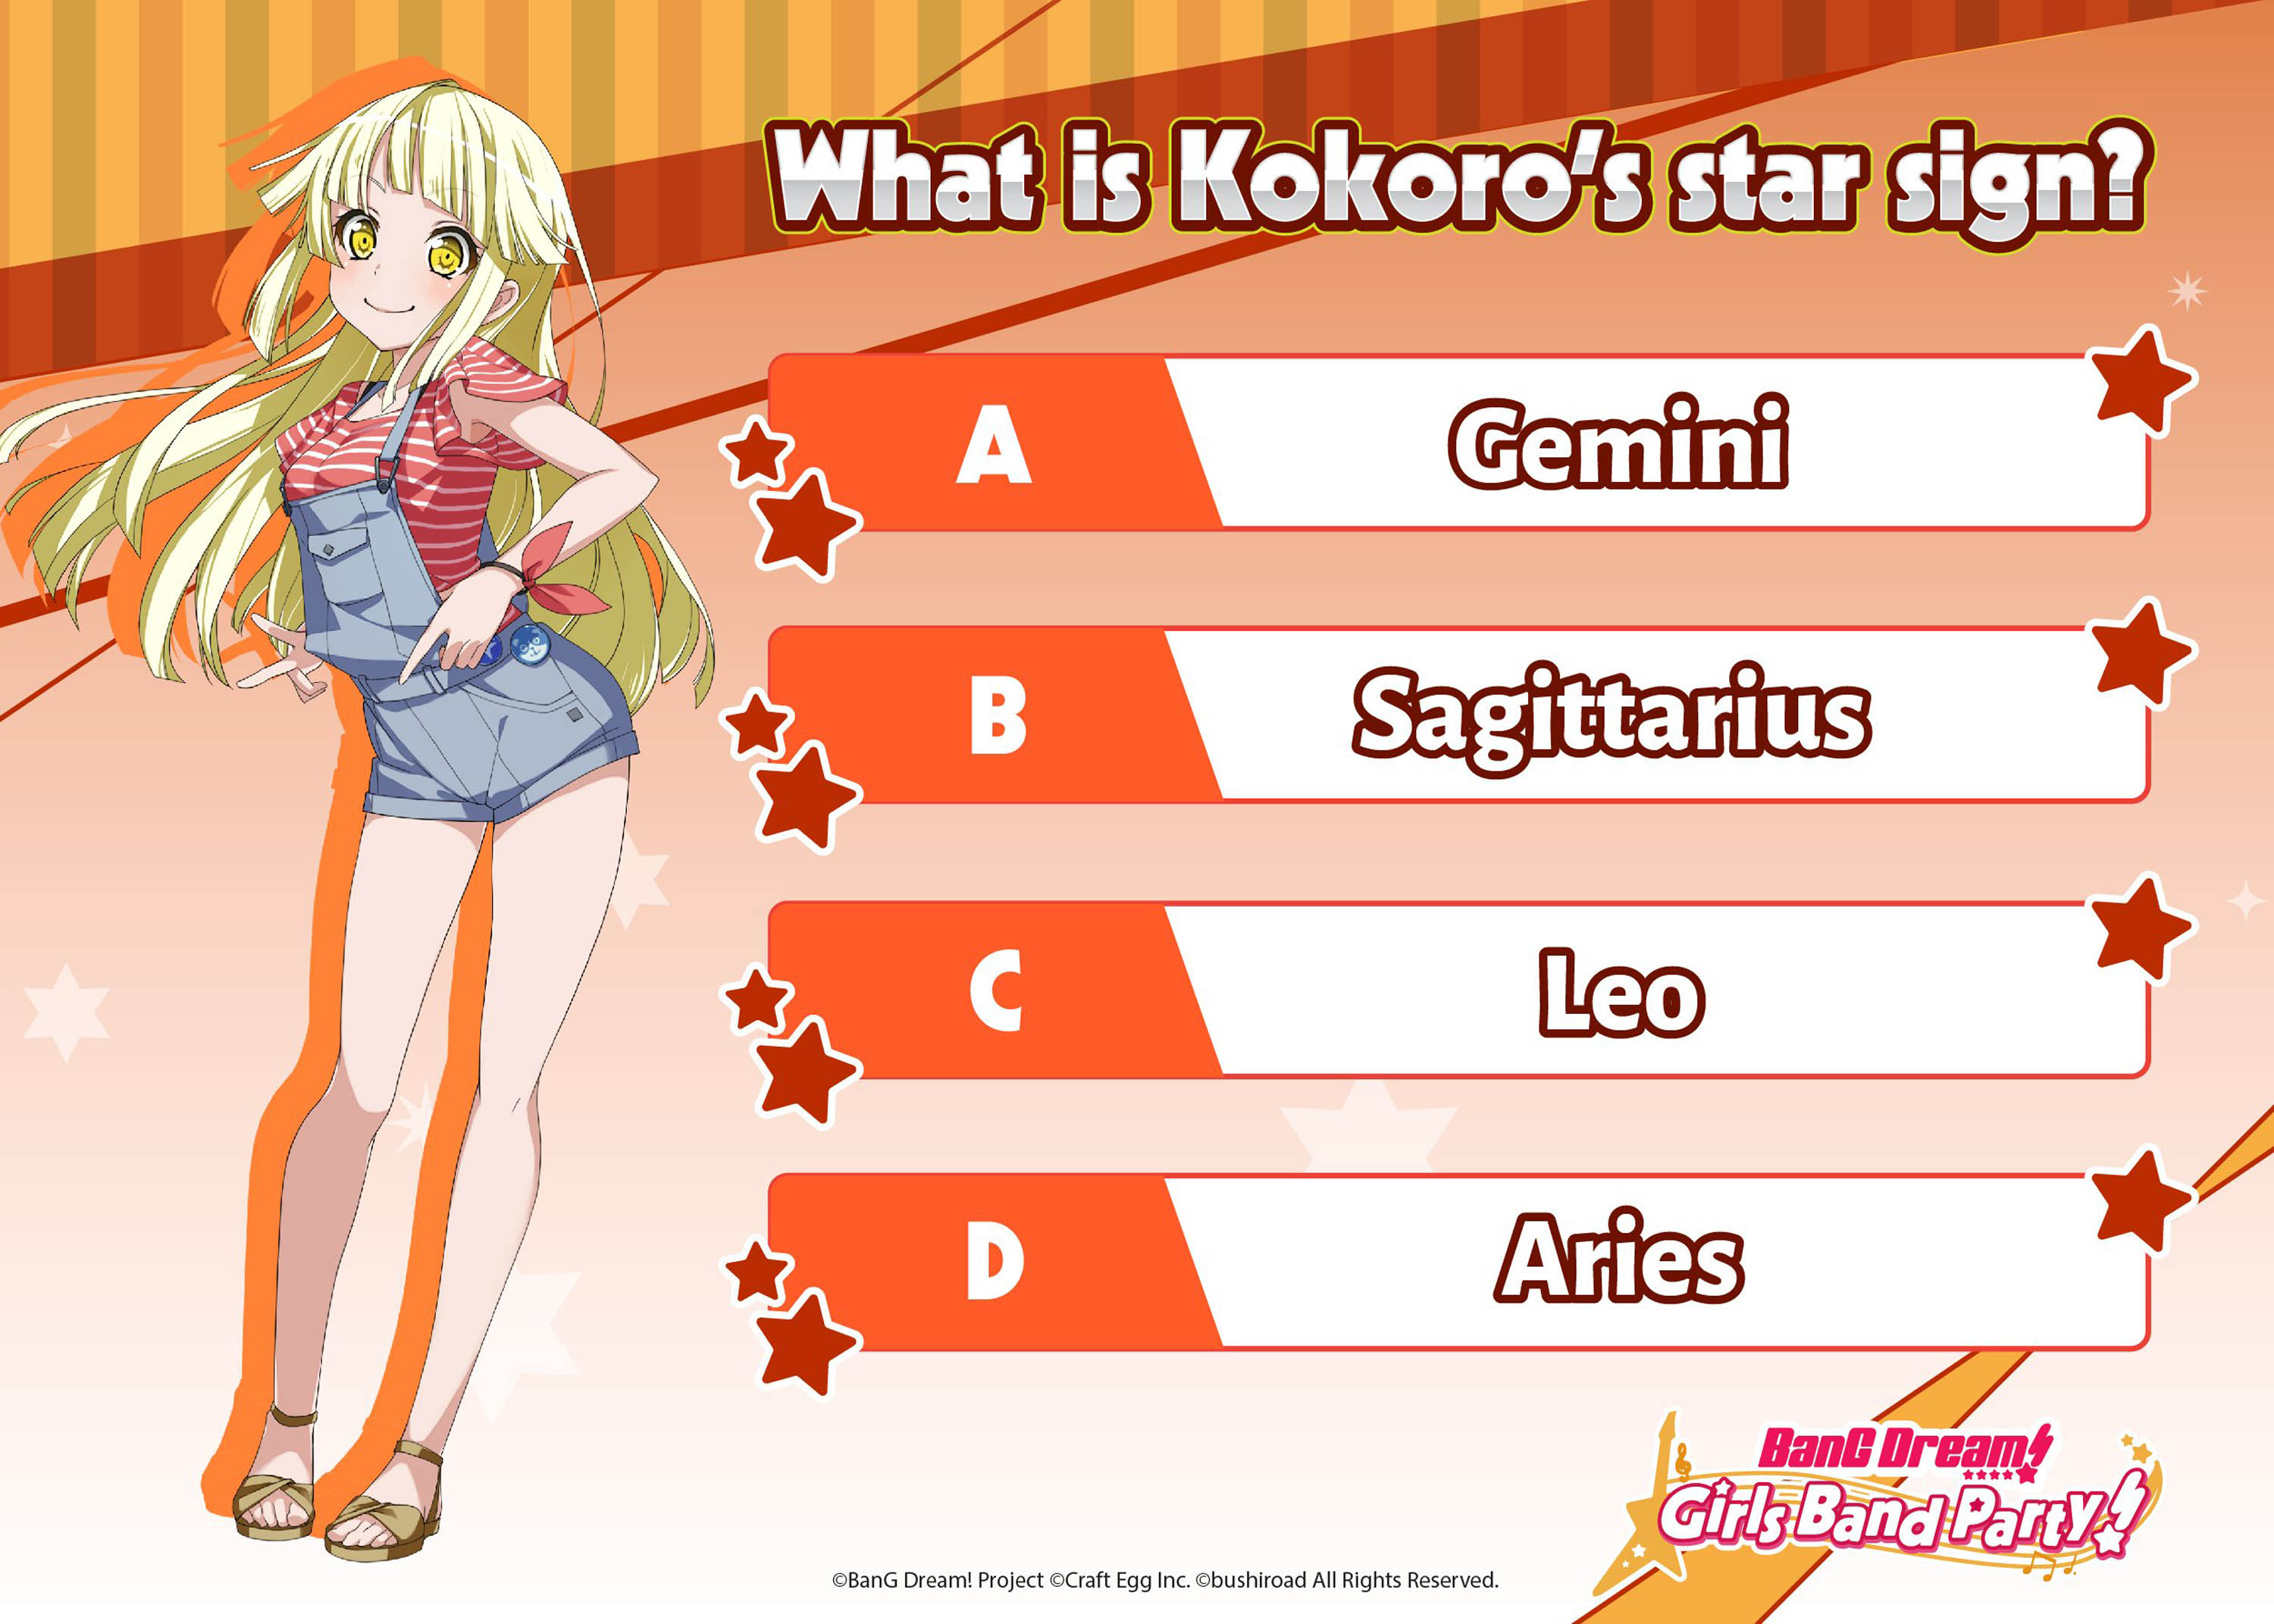 What is Kokoro's star sign?
A Gemini
B Sagittarius
C Leo
D Aries
BanG Dream!
Girls Band Party!
©BanG Dream! Project ©Craft Egg Inc. ©bushiroad All Rights Reserved.